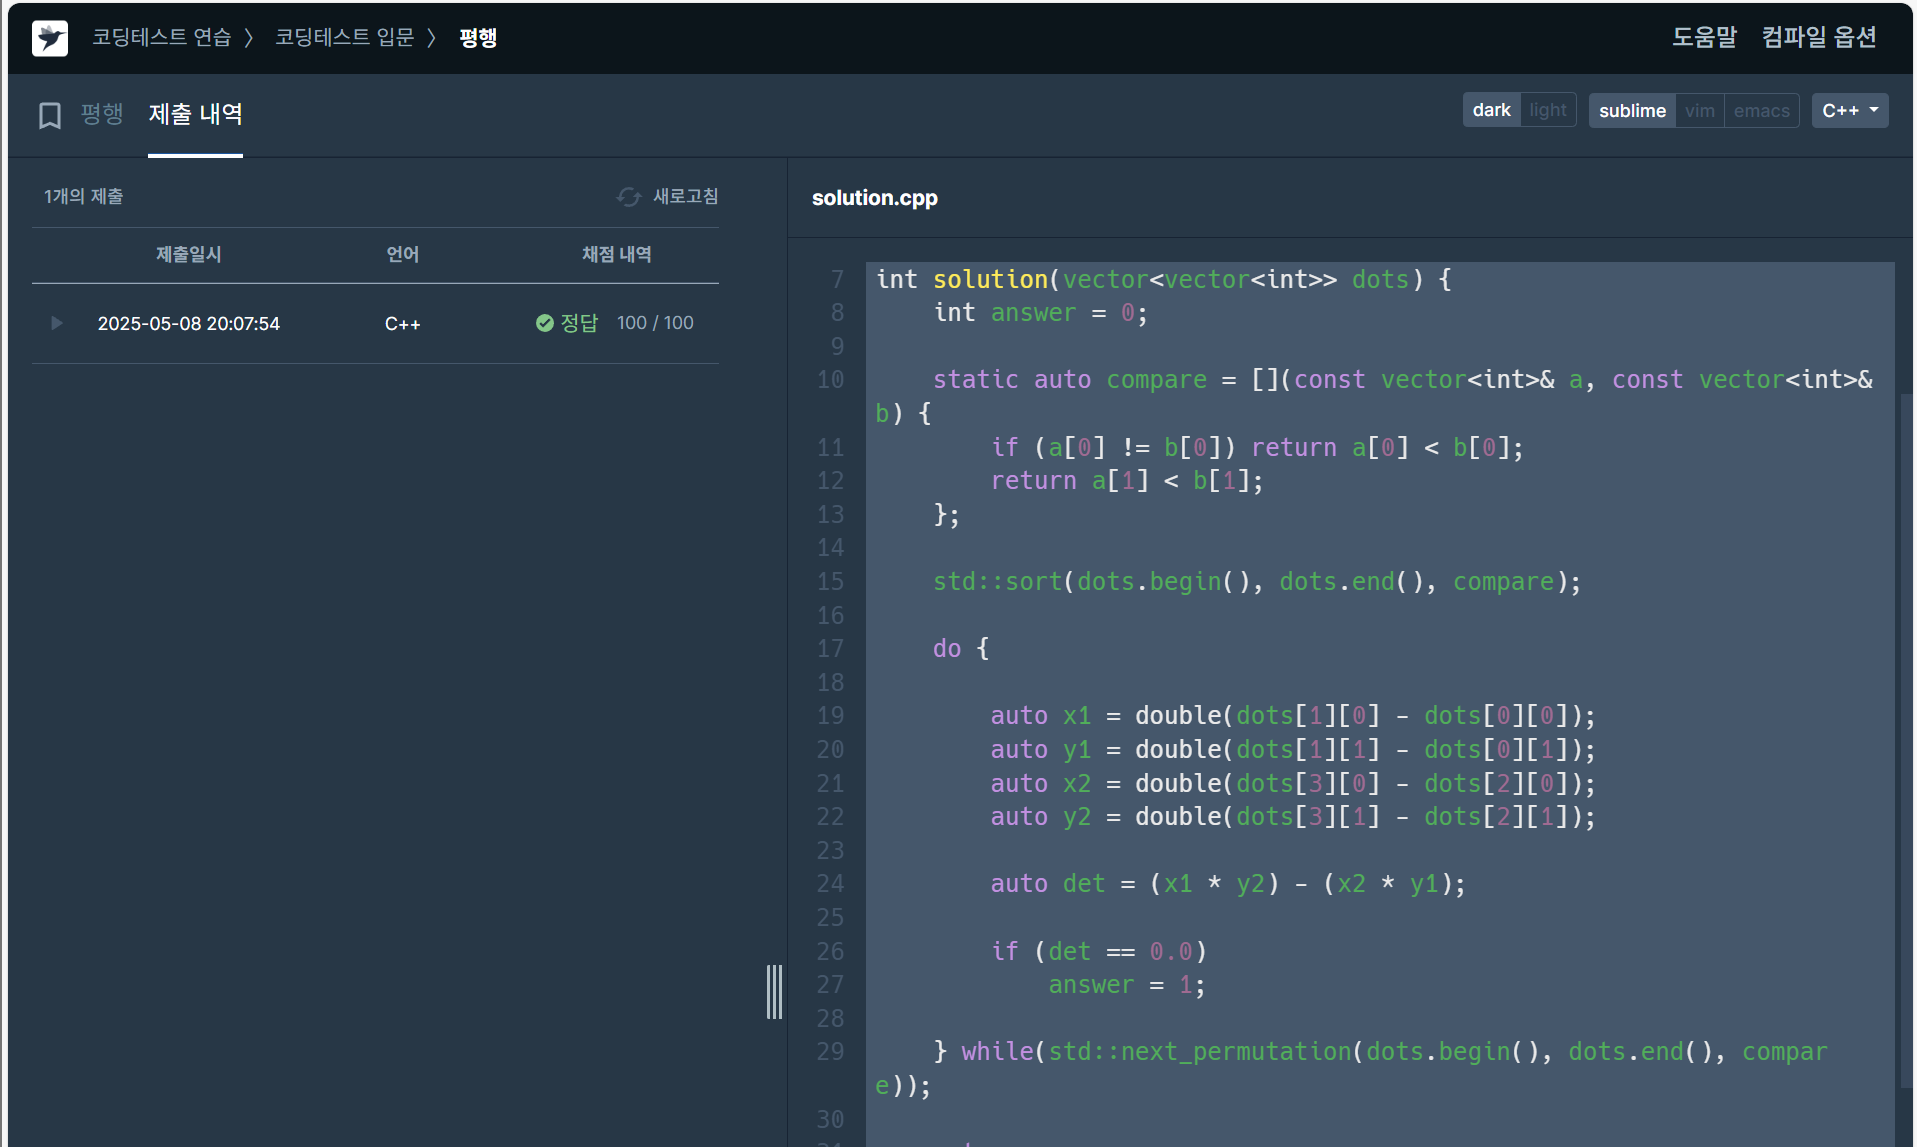 코딩테스트 연습 〉 코딩테스트 입문 〉 평행
도움말 컴파일 옵션
평행 제출 내역
dark light sublime vim emacs C++
1개의 제출 새로고침
제출일시 언어 채점 내역
2025-05-08 20:07:54 C++ 정답 100 / 100
solution.cpp
7 int solution(vector<vector<int>> dots) {
8     int answer = 0;
9
10     static auto compare = [](const vector<int>& a, const vector<int>&
b) {
11         if (a[0] != b[0]) return a[0] < b[0];
12         return a[1] < b[1];
13     };
14
15     std::sort(dots.begin(), dots.end(), compare);
16
17     do {
18
19         auto x1 = double(dots[1][0] - dots[0][0]);
20         auto y1 = double(dots[1][1] - dots[0][1]);
21         auto x2 = double(dots[3][0] - dots[2][0]);
22         auto y2 = double(dots[3][1] - dots[2][1]);
23
24         auto det = (x1 * y2) - (x2 * y1);
25
26         if (det == 0.0)
27             answer = 1;
28
29     } while(std::next_permutation(dots.begin(), dots.end(), compar
e));
30